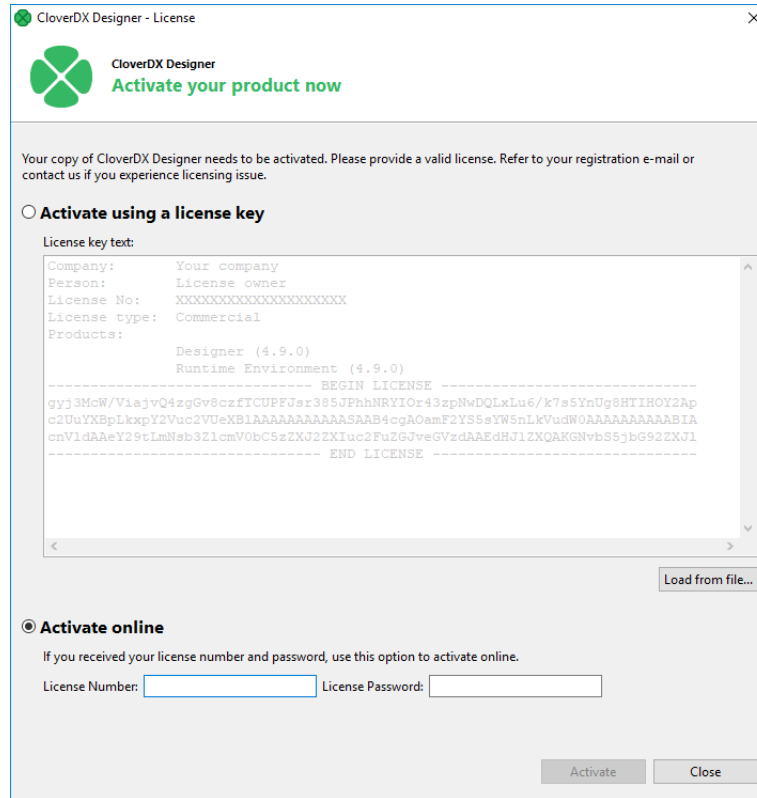 CloverDX Designer - License
CloverDX Designer
Activate your product now
Your copy of CloverDX Designer needs to be activated. Please provide a valid license. Refer to your registration e-mail or
contact us if you experience licensing issue.
Activate using a license key
License key text:
Company: Your company
Person: License owner
License No: XXXXXXXXXXXXXXXXXXXX
License type: Commercial
Products:
Designer (4.9.0)
Runtime Environment (4.9.0)
------------------------------- BEGIN LICENSE ------------------------------
gyj3McW/ViajvQ4zgGv8czfTCUPFJsr385JPhhNRYIOr43zpNwDQLxLu6/k7s5YnUg8HTIHOY2Ap
c2UuYXBpLkxpY2Vuc2VUeXBlAAAAAAAAAAASAAB4cgAOamF2YS5sYW5nLkVudW0AAAAAAAAAABIA
cnVldAAeY29tLmNsb3ZlcmV0bC5zZXJ2ZXIuc2FuZGJveGVzdAAEdHJ1ZXQAKGNvbS5jbG92ZXJl
-------------------------------- END LICENSE -------------------------------
Load from file...
Activate online
If you received your license number and password, use this option to activate online.
License Number: License Password:
Activate Close